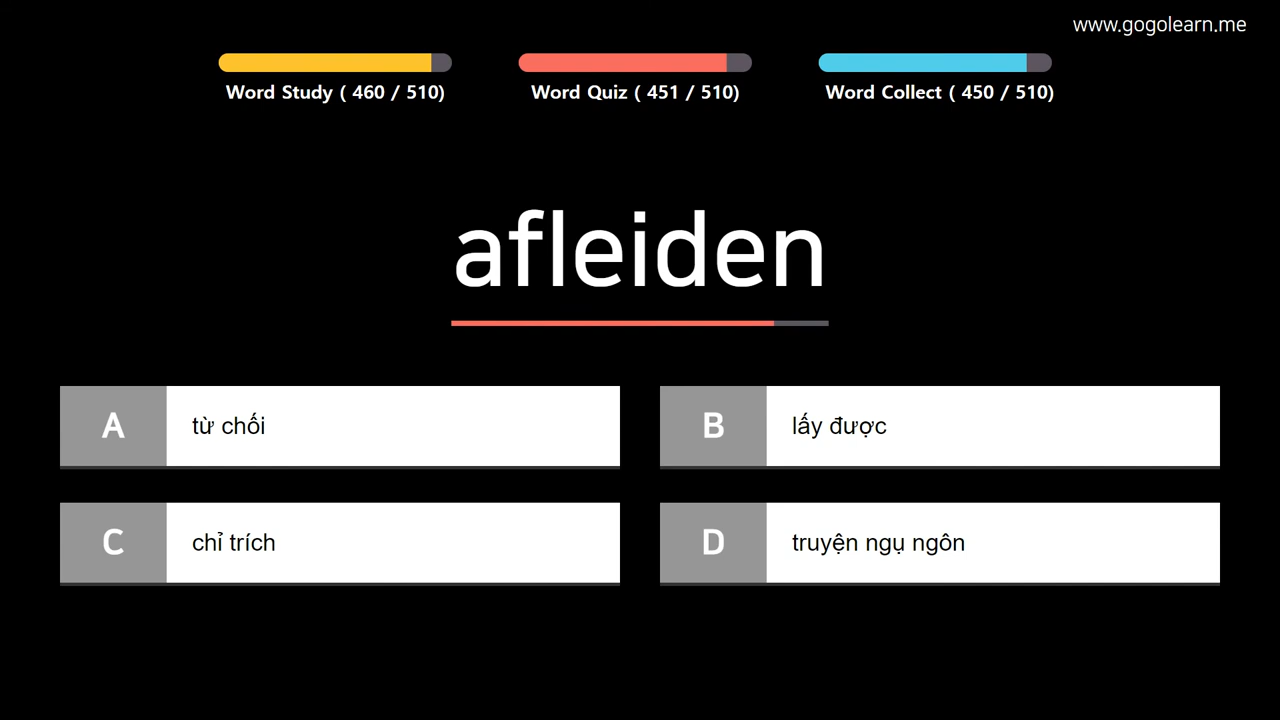 www.gogolearn.me
Word Study ( 460 / 510)
Word Quiz ( 451 / 510)
Word Collect ( 450 / 510)
afleiden
A
từ chối
B
lấy được
C
chỉ trích
D
truyện ngụ ngôn